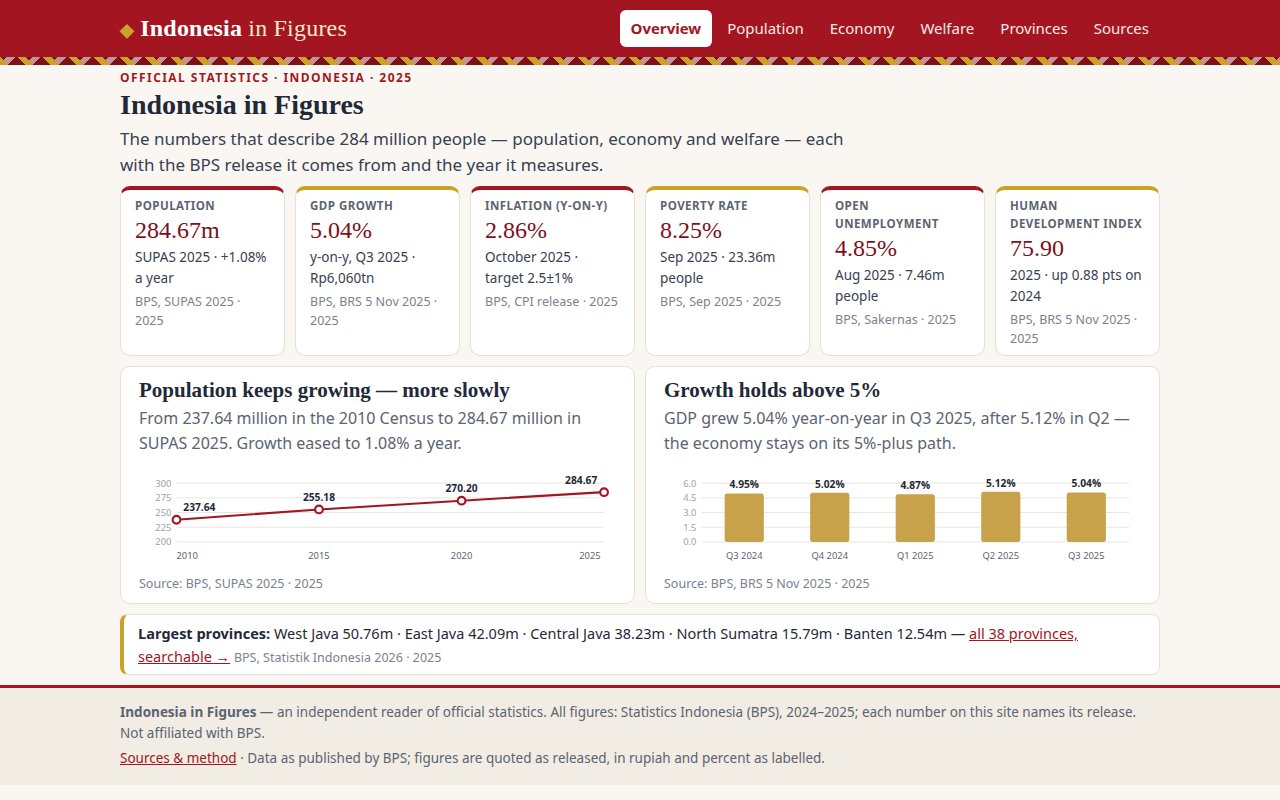 ◆ Indonesia in Figures
Overview Population Economy Welfare Provinces Sources
OFFICIAL STATISTICS · INDONESIA · 2025
Indonesia in Figures
The numbers that describe 284 million people — population, economy and welfare — each
with the BPS release it comes from and the year it measures.
POPULATION
284.67m
SUPAS 2025 · +1.08%
a year
BPS, SUPAS 2025 ·
2025
GDP GROWTH
5.04%
y-on-y, Q3 2025 ·
Rp6,060tn
BPS, BRS 5 Nov 2025 ·
2025
INFLATION (Y-ON-Y)
2.86%
October 2025 ·
target 2.5±1%
BPS, CPI release · 2025
POVERTY RATE
8.25%
Sep 2025 · 23.36m
people
BPS, Sep 2025 · 2025
OPEN
UNEMPLOYMENT
4.85%
Aug 2025 · 7.46m
people
BPS, Sakernas · 2025
HUMAN
DEVELOPMENT INDEX
75.90
2025 · up 0.88 pts on
2024
BPS, BRS 5 Nov 2025 ·
2025
Population keeps growing — more slowly
From 237.64 million in the 2010 Census to 284.67 million in
SUPAS 2025. Growth eased to 1.08% a year.
300
275
250
225
200
237.64
255.18
270.20
284.67
2010 2015 2020 2025
Source: BPS, SUPAS 2025 · 2025
Growth holds above 5%
GDP grew 5.04% year-on-year in Q3 2025, after 5.12% in Q2 —
the economy stays on its 5%-plus path.
6.0
4.5
3.0
1.5
0.0
4.95% 5.02% 4.87% 5.12% 5.04%
Q3 2024 Q4 2024 Q1 2025 Q2 2025 Q3 2025
Source: BPS, BRS 5 Nov 2025 · 2025
Largest provinces: West Java 50.76m · East Java 42.09m · Central Java 38.23m · North Sumatra 15.79m · Banten 12.54m — all 38 provinces,
searchable → BPS, Statistik Indonesia 2026 · 2025
Indonesia in Figures — an independent reader of official statistics. All figures: Statistics Indonesia (BPS), 2024–2025; each number on this site names its release.
Not affiliated with BPS.
Sources & method · Data as published by BPS; figures are quoted as released, in rupiah and percent as labelled.